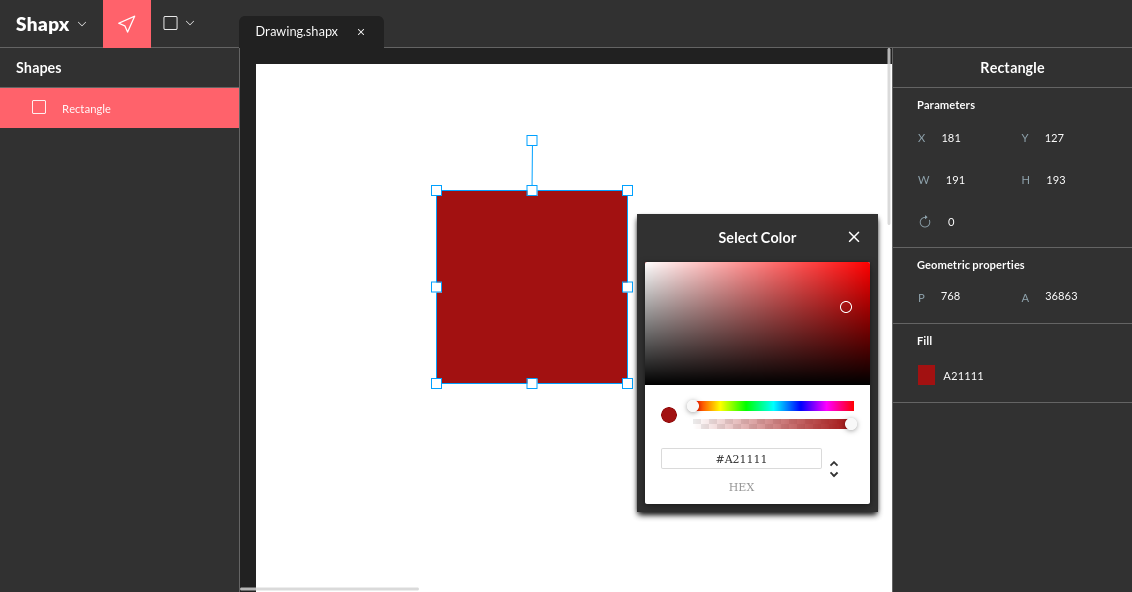 Shapx
Drawing.shapx ×
Shapes
Rectangle
Rectangle
Parameters
X 181 Y 127
W 191 H 193
0
Geometric properties
P 768 A 36863
Fill
A21111
Select Color
#A21111
HEX